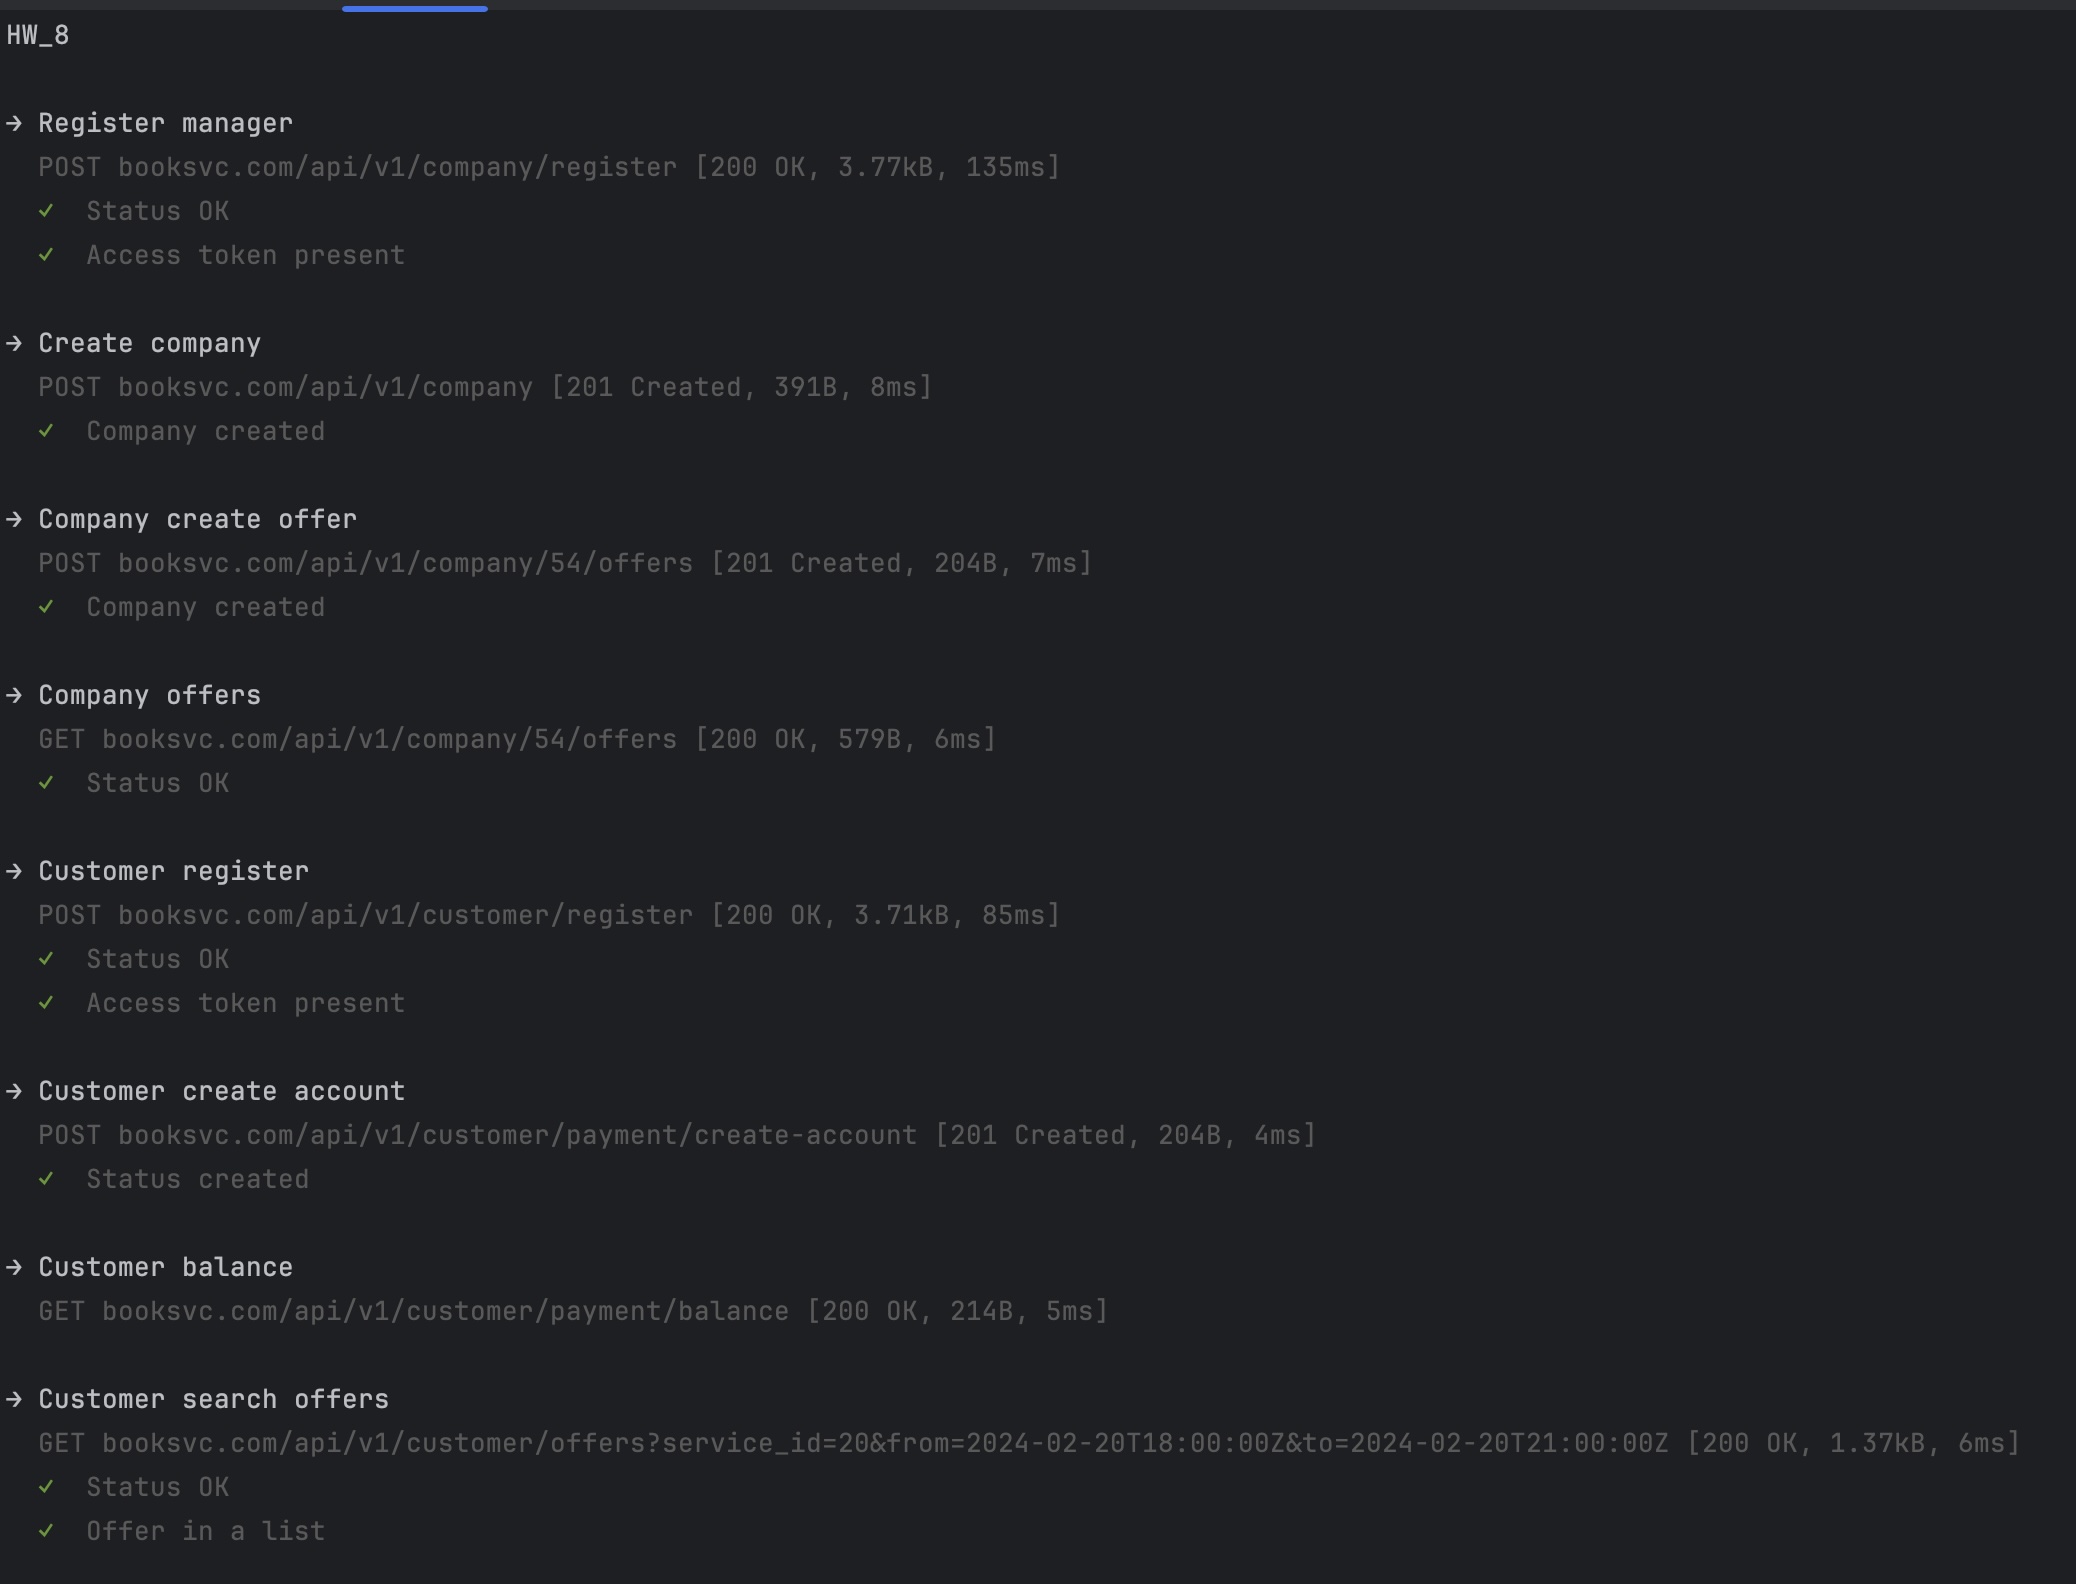 HW_8
→ Register manager
POST booksvc.com/api/v1/company/register [200 OK, 3.77kB, 135ms]
✓ Status OK
✓ Access token present
→ Create company
POST booksvc.com/api/v1/company [201 Created, 391B, 8ms]
✓ Company created
→ Company create offer
POST booksvc.com/api/v1/company/54/offers [201 Created, 204B, 7ms]
✓ Company created
→ Company offers
GET booksvc.com/api/v1/company/54/offers [200 OK, 579B, 6ms]
✓ Status OK
→ Customer register
POST booksvc.com/api/v1/customer/register [200 OK, 3.71kB, 85ms]
✓ Status OK
✓ Access token present
→ Customer create account
POST booksvc.com/api/v1/customer/payment/create-account [201 Created, 204B, 4ms]
✓ Status created
→ Customer balance
GET booksvc.com/api/v1/customer/payment/balance [200 OK, 214B, 5ms]
→ Customer search offers
GET booksvc.com/api/v1/customer/offers?service_id=20&from=2024-02-20T18:00:00Z&to=2024-02-20T21:00:00Z [200 OK, 1.37kB, 6ms]
✓ Status OK
✓ Offer in a list